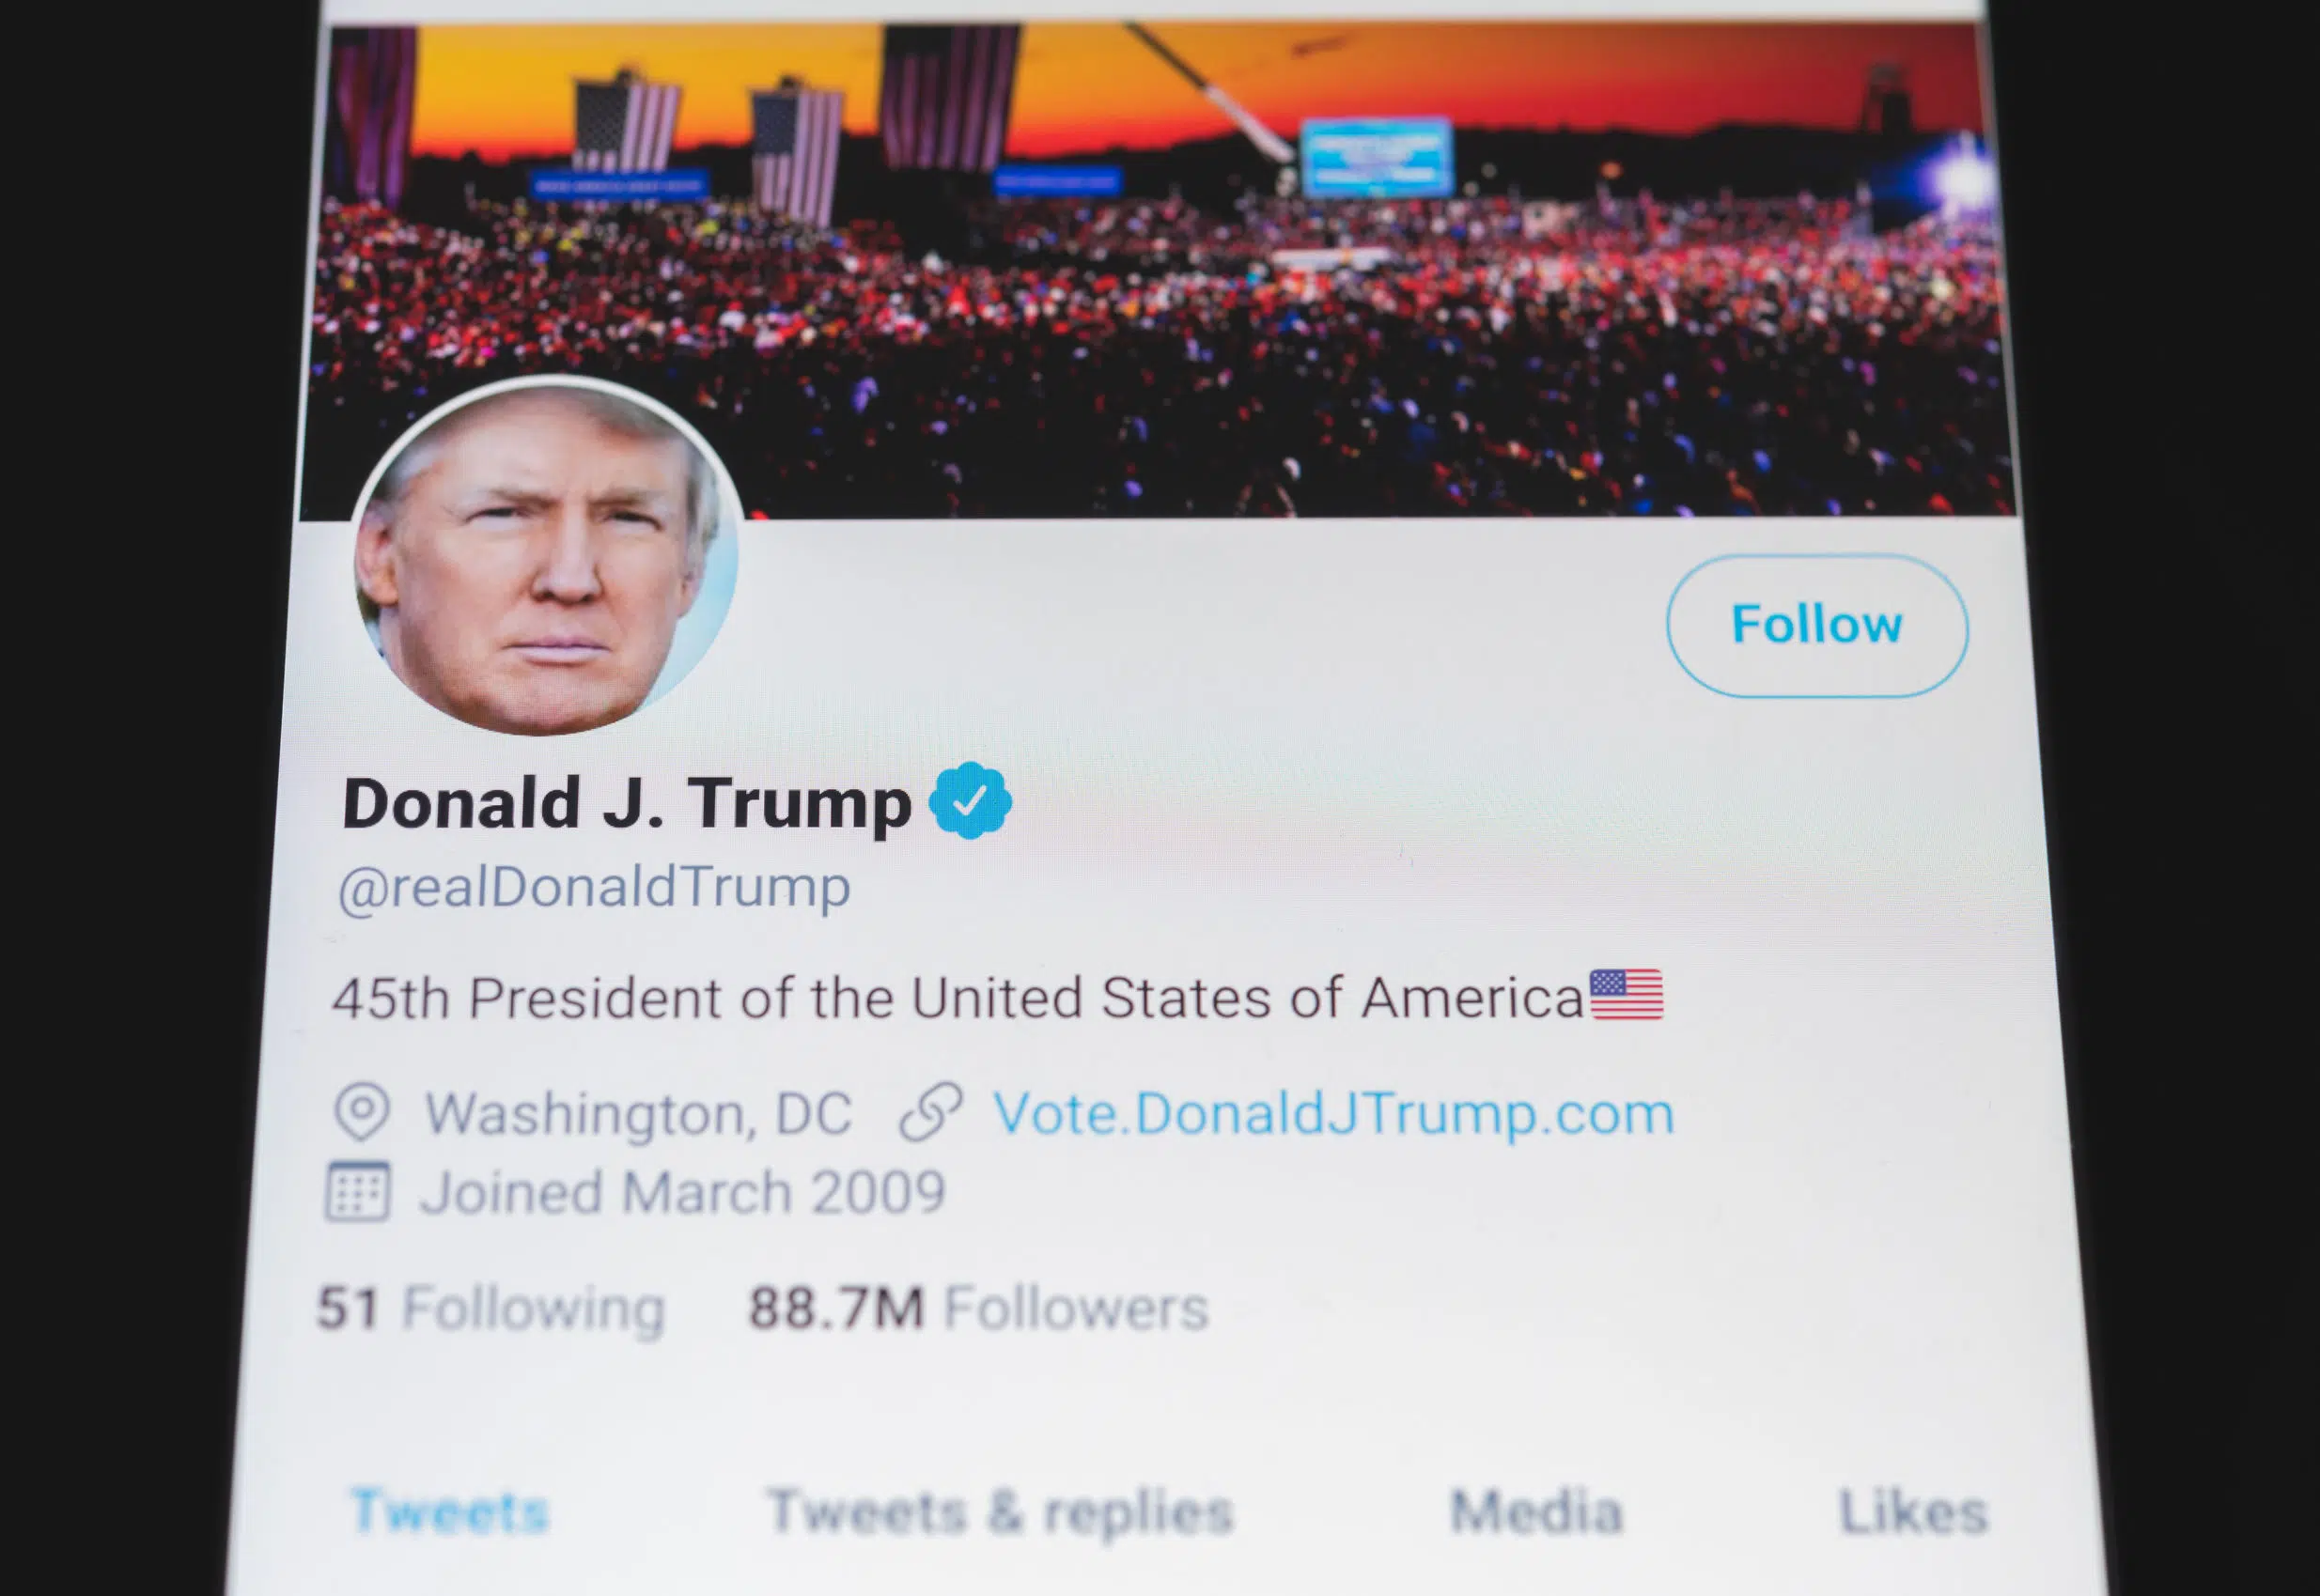 Follow
Donald J. Trump
@realDonaldTrump
45th President of the United States of America
Washington, DC Vote.DonaldJTrump.com
Joined March 2009
51 Following 88.7M Followers
Tweets Tweets & replies Media Likes